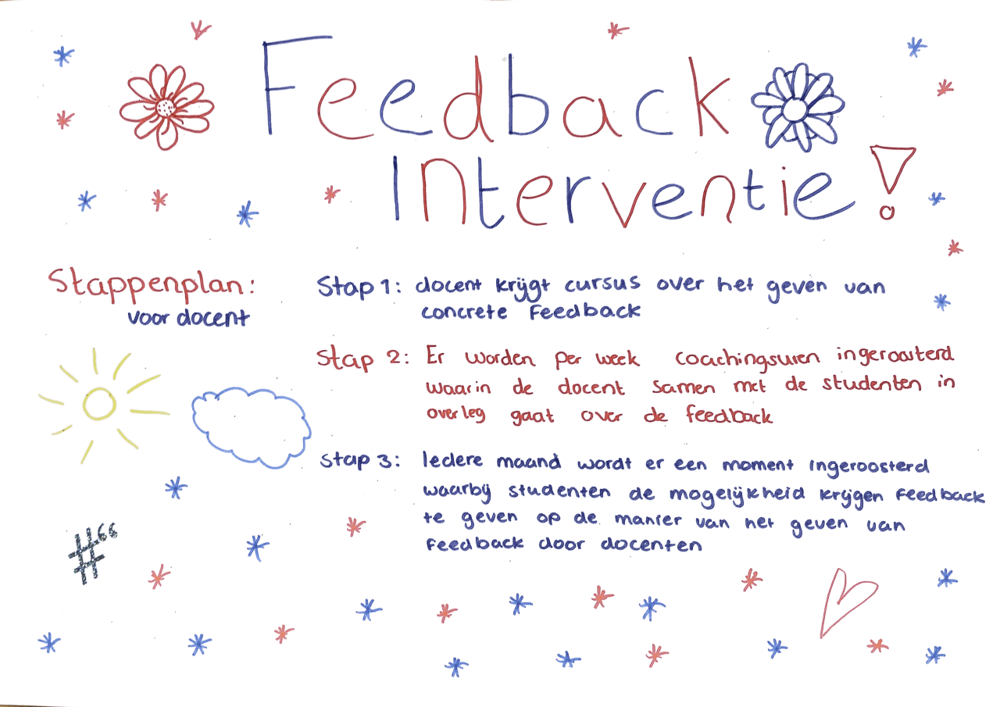 Feedback
Interventie!
Stappenplan:
voor docent
Stap 1: docent krijgt cursus over het geven van
concrete Feedback
Stap 2: Er worden per week coachingsuren ingeroosterd
waarin de docent samen met de studenten in
overleg gaat over de feedback
Stap 3: Iedere maand wordt er een moment ingeroosterd
waarbij studenten de mogelijkheid krijgen Feedback
te geven op de manier van het geven van
Feedback door docenten
#66